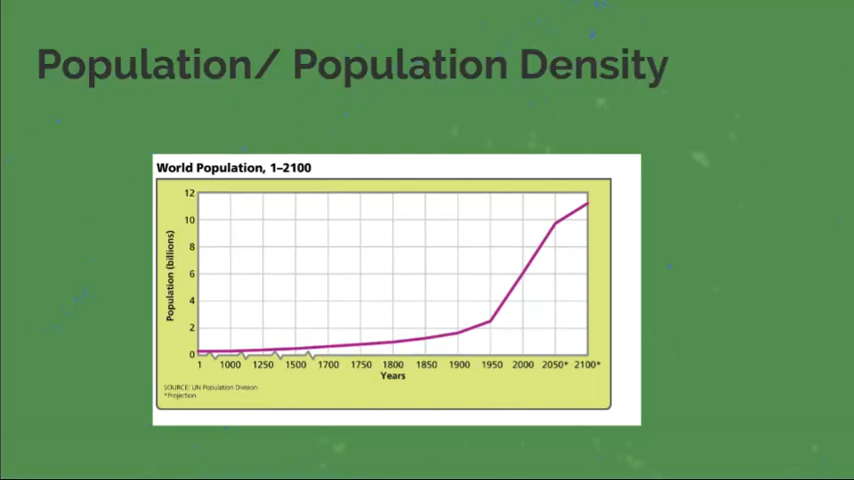 Population/ Population Density
World Population, 1–2100
Population (billions)
12
10
8
6
4
2
0
1 1000 1250 1500 1700 1750 1800 1850 1900 1950 2000 2050* 2100*
Years
SOURCE: UN Population Division
*Projection